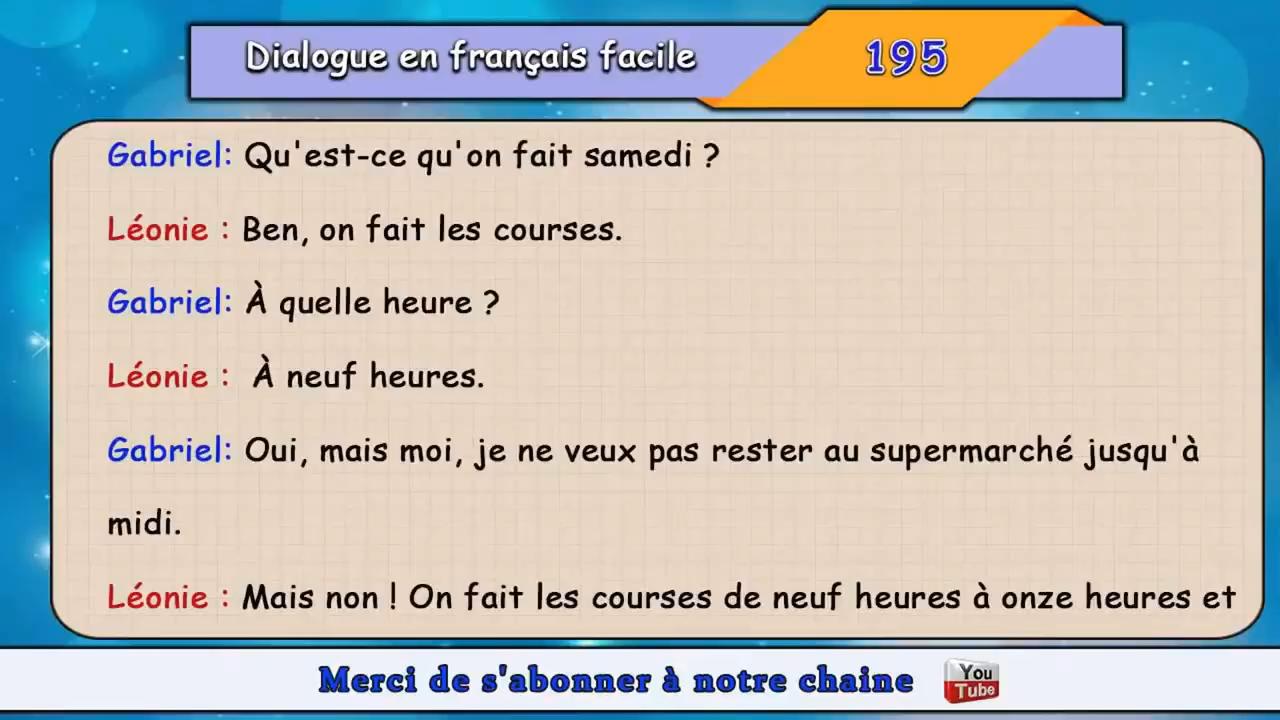 Dialogue en français facile
195
Gabriel: Qu'est-ce qu'on fait samedi ?
Léonie : Ben, on fait les courses.
Gabriel: À quelle heure ?
Léonie : À neuf heures.
Gabriel: Oui, mais moi, je ne veux pas rester au supermarché jusqu'à
midi.
Léonie : Mais non ! On fait les courses de neuf heures à onze heures et
Merci de s'abonner à notre chaine
You
Tube